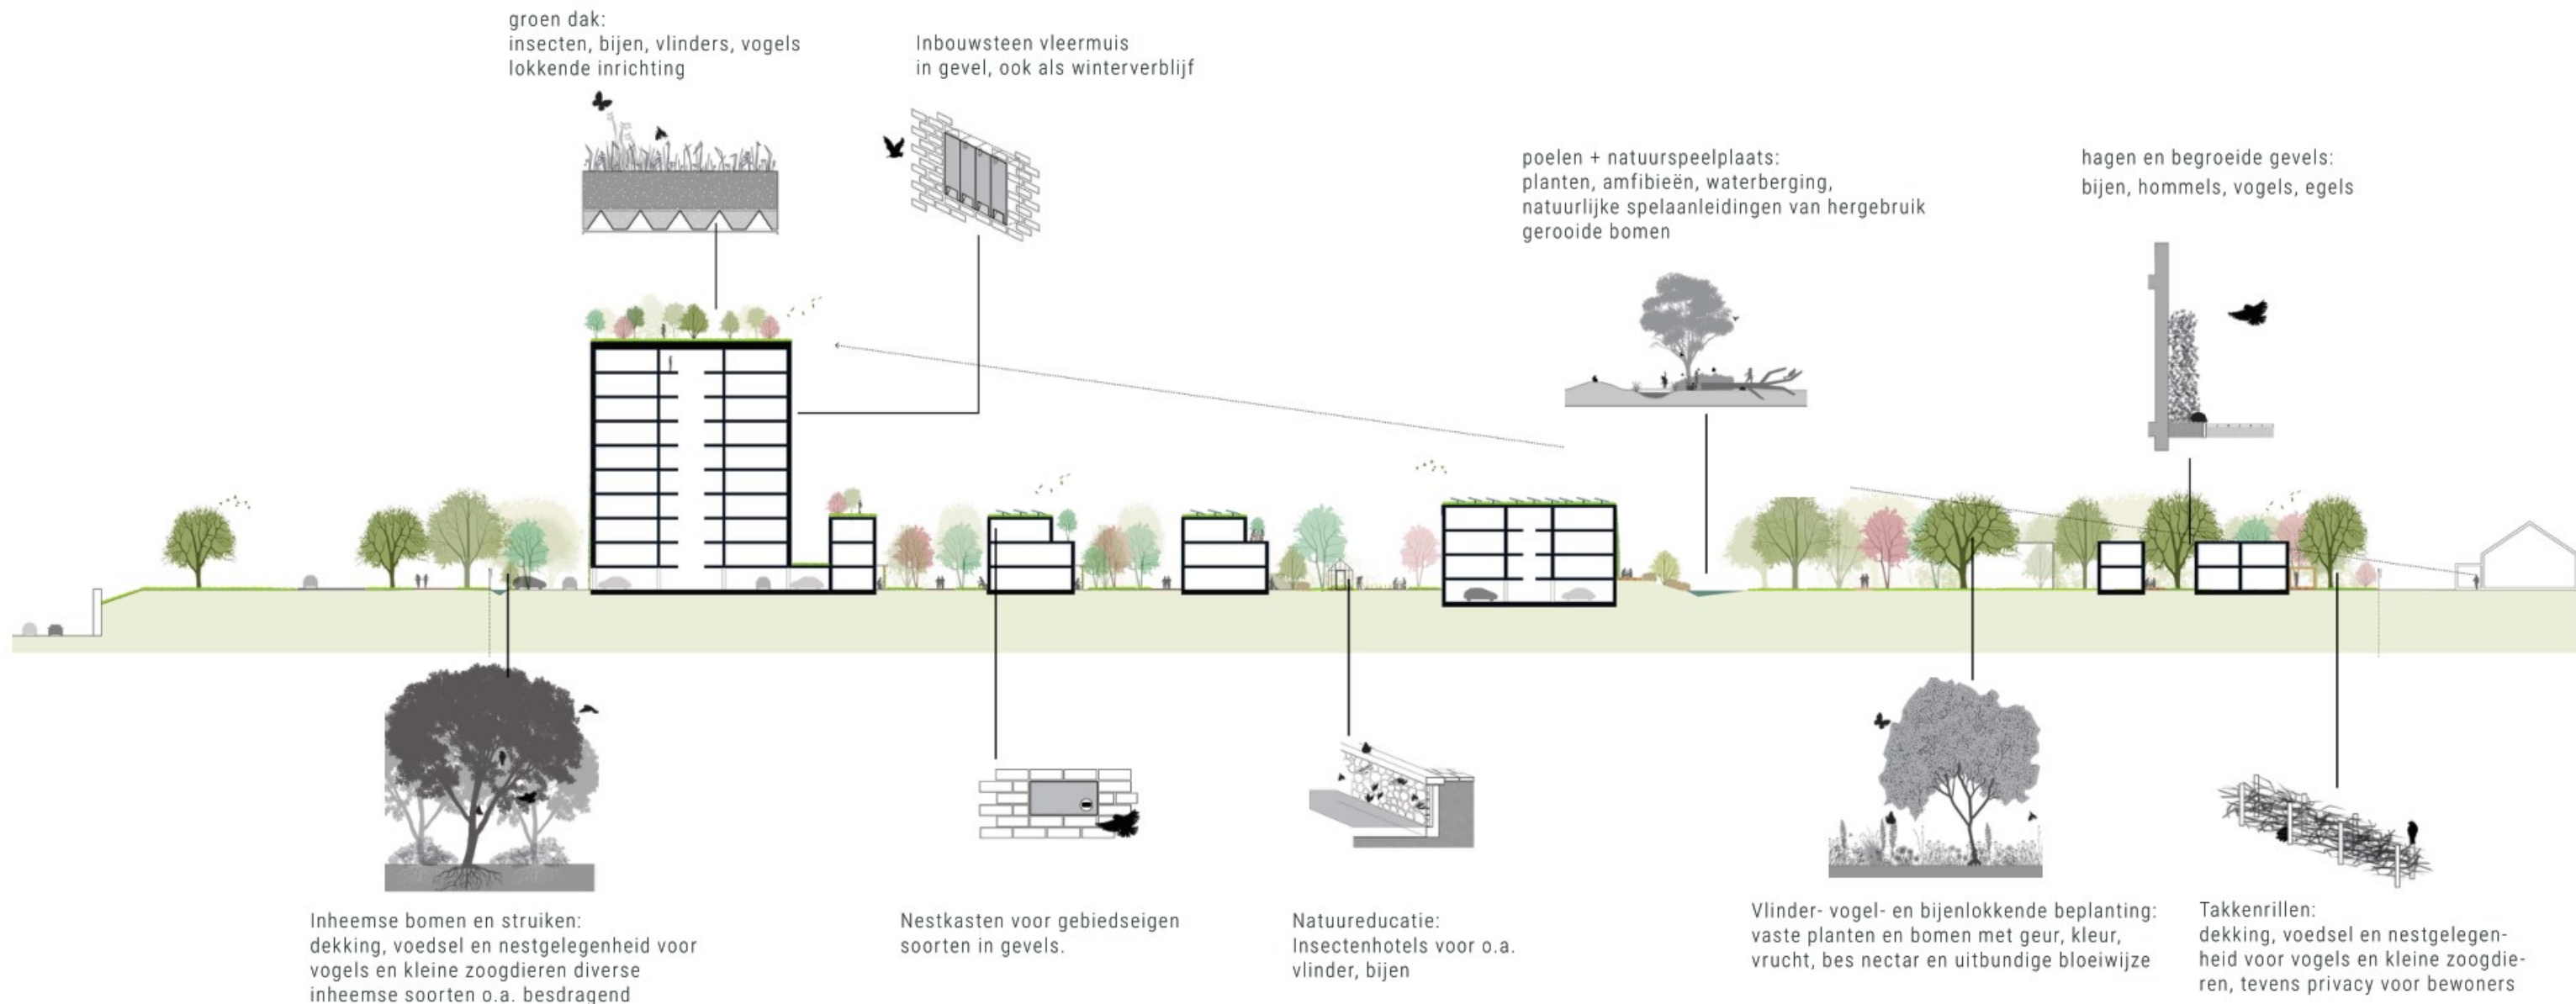 groen dak:
insecten, bijen, vlinders, vogels
lokkende inrichting
Inbouwsteen vleermuis
in gevel, ook als winterverblijf
poelen + natuurspeelplaats:
planten, amfibieën, waterberging,
natuurlijke spelaanleidingen van hergebruik
gerooide bomen
hagen en begroeide gevels:
bijen, hommels, vogels, egels
Inheemse bomen en struiken:
dekking, voedsel en nestgelegenheid voor
vogels en kleine zoogdieren diverse
inheemse soorten o.a. besdragend
Nestkasten voor gebiedseigen
soorten in gevels.
Natuureducatie:
Insectenhotels voor o.a.
vlinder, bijen
Vlinder- vogel- en bijenlokkende beplanting:
vaste planten en bomen met geur, kleur,
vrucht, bes nectar en uitbundige bloeiwijze
Takkenrillen:
dekking, voedsel en nestgelegen-
heid voor vogels en kleine zoogdie-
ren, tevens privacy voor bewoners